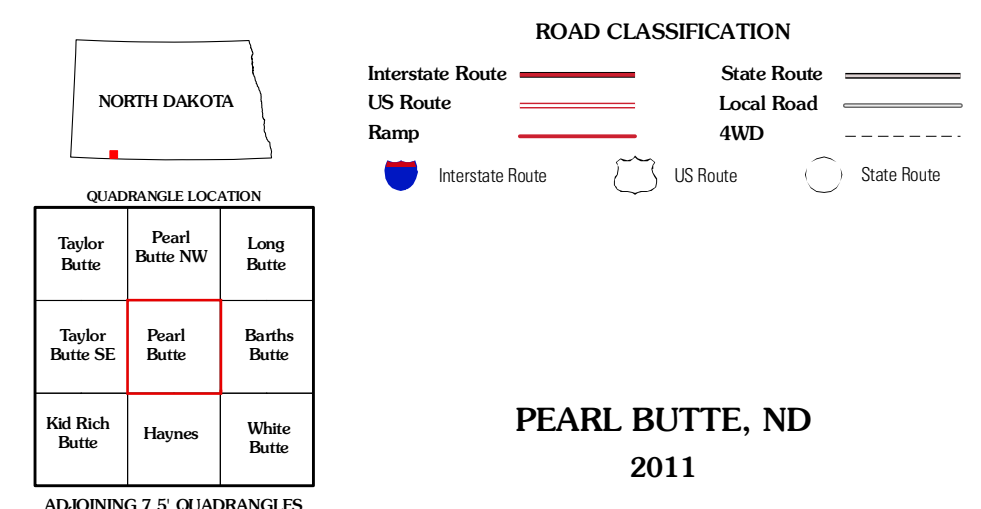 ROAD CLASSIFICATION
Interstate Route
State Route
US Route
Local Road
Ramp
4WD
Interstate Route
US Route
State Route
NORTH DAKOTA
QUADRANGLE LOCATION
Taylor
Butte
Pearl
Butte NW
Long
Butte
Taylor
Butte SE
Pearl
Butte
Barths
Butte
Kid Rich
Butte
Haynes
White
Butte
ADJOINING 7.5' QUADRANGLES
PEARL BUTTE, ND
2011